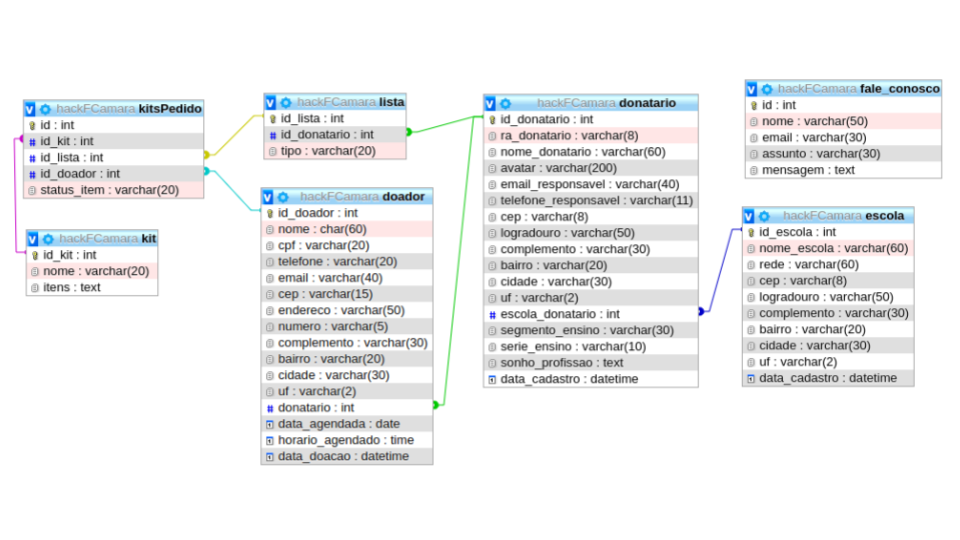 hackFCamara kitsPedido
id : int
id_kit : int
id_lista : int
id_doador : int
status_item : varchar(20)
hackFCamara kit
id_kit : int
nome : varchar(20)
itens : text
hackFCamara lista
id_lista : int
id_donatario : int
tipo : varchar(20)
hackFCamara doador
id_doador : int
nome : char(60)
cpf : varchar(20)
telefone : varchar(20)
email : varchar(40)
cep : varchar(15)
endereco : varchar(50)
numero : varchar(5)
complemento : varchar(30)
bairro : varchar(20)
cidade : varchar(30)
uf : varchar(2)
donatario : int
data_agendada : date
horario_agendado : time
data_doacao : datetime
hackFCamara donatario
id_donatario : int
ra_donatario : varchar(8)
nome_donatario : varchar(60)
avatar : varchar(200)
email_responsavel : varchar(40)
telefone_responsavel : varchar(11)
cep : varchar(8)
logradouro : varchar(50)
complemento : varchar(30)
bairro : varchar(20)
cidade : varchar(30)
uf : varchar(2)
escola_donatario : int
segmento_ensino : varchar(30)
serie_ensino : varchar(10)
sonho_profissao : text
data_cadastro : datetime
hackFCamara fale_conosco
id : int
nome : varchar(50)
email : varchar(30)
assunto : varchar(30)
mensagem : text
hackFCamara escola
id_escola : int
nome_escola : varchar(60)
rede : varchar(60)
cep : varchar(8)
logradouro : varchar(50)
complemento : varchar(30)
bairro : varchar(20)
cidade : varchar(30)
uf : varchar(2)
data_cadastro : datetime